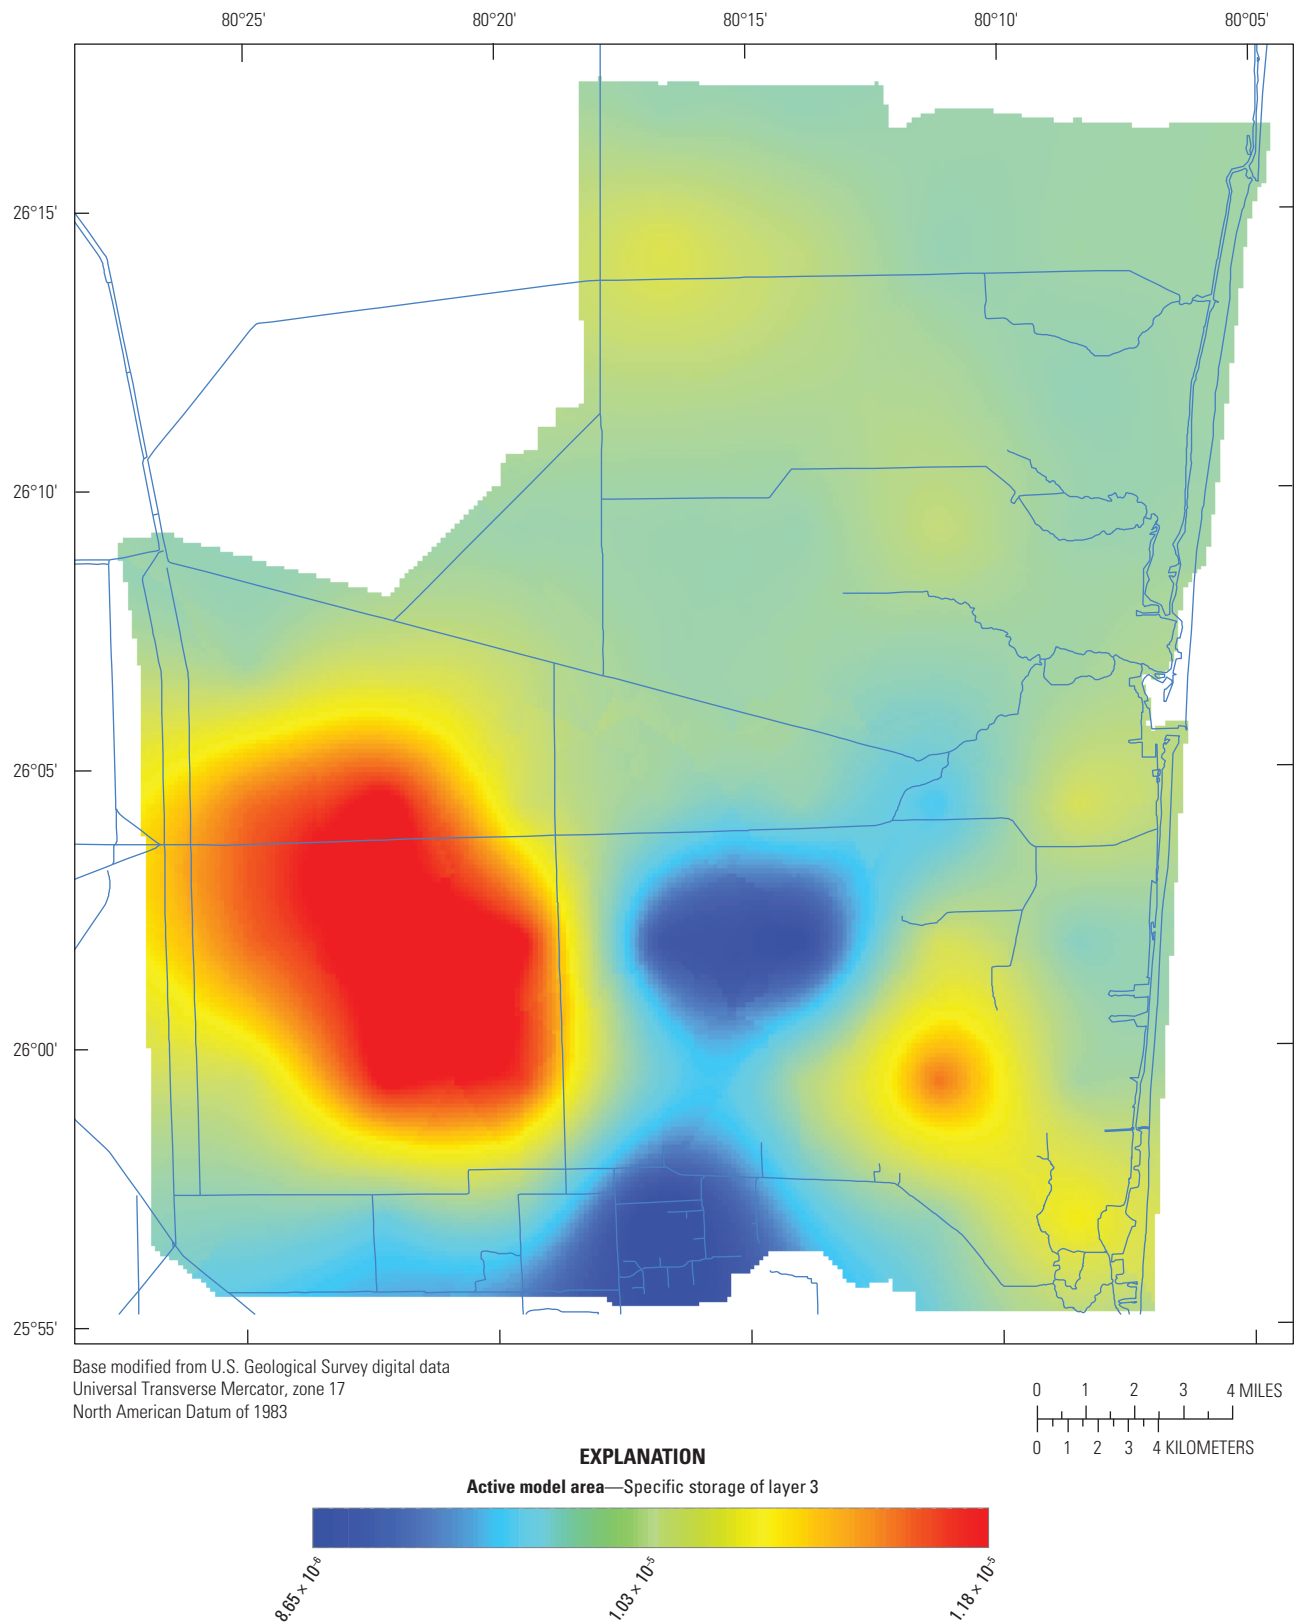 80°25' 80°20' 80°15' 80°10' 80°05'
26°15'
26°10'
26°05'
26°00'
25°55'
Base modified from U.S. Geological Survey digital data
Universal Transverse Mercator, zone 17
North American Datum of 1983
0 1 2 3 4 MILES
0 1 2 3 4 KILOMETERS
EXPLANATION
Active model area—Specific storage of layer 3
8.65 × 10⁻⁶ 1.03 × 10⁻⁵ 1.18 × 10⁻⁵